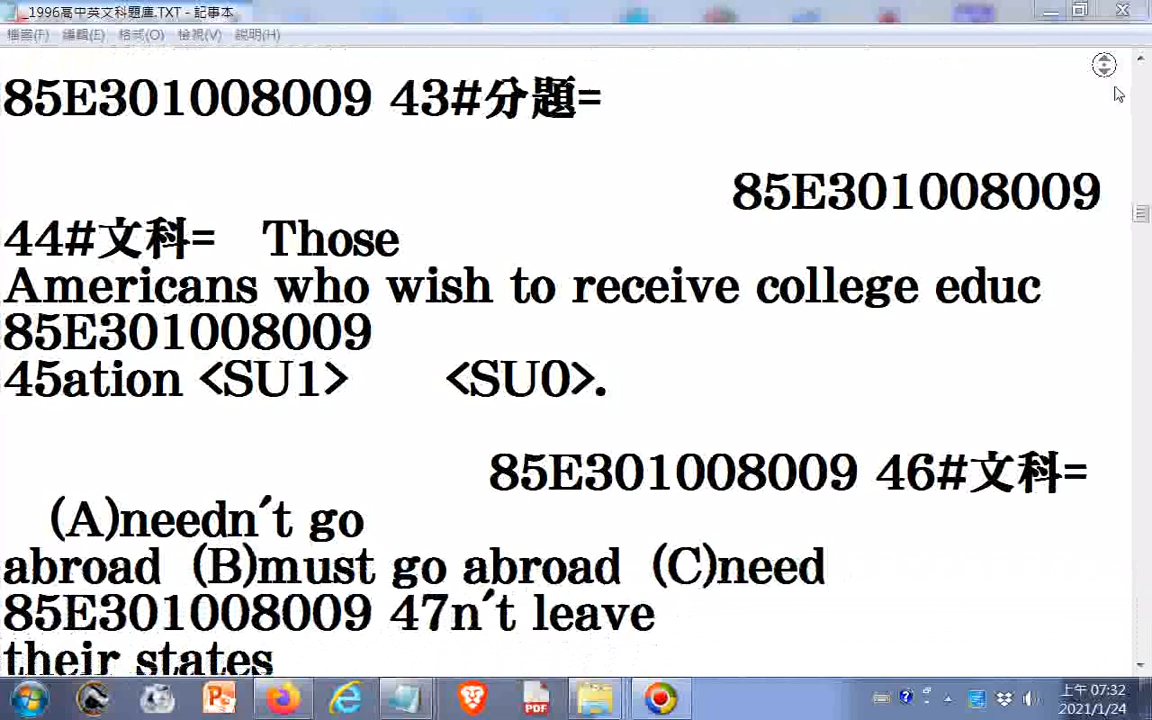 _1996高中英文科題庫.TXT - 記事本
檔案(F) 編輯(E) 格式(O) 檢視(V) 說明(H)
85E301008009 43#分題=
85E301008009
44#文科= Those
Americans who wish to receive college educ
85E301008009
45ation <SU1> <SU0>.
85E301008009 46#文科=
(A)needn´t go
abroad (B)must go abroad (C)need
85E301008009 47n´t leave
their states
PDF
上午 07:32
2021/1/24